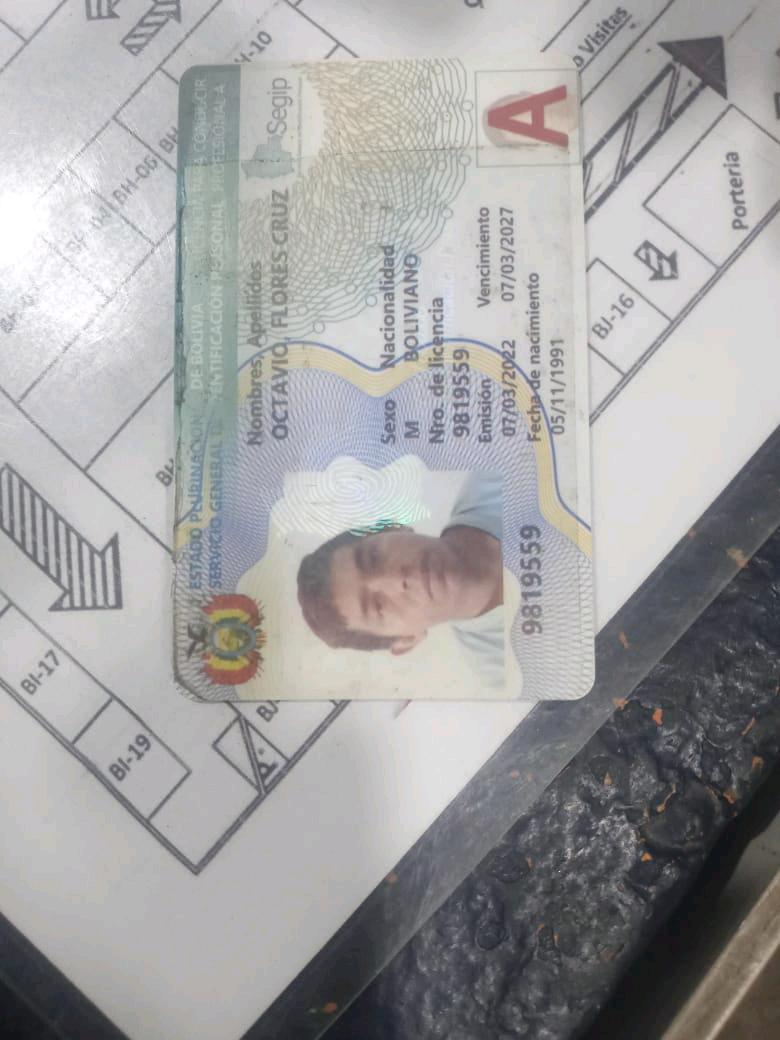 ESTADO PLURINACIONAL DE BOLIVIA LICENCIA PARA CONDUCIR
SERVICIO GENERAL DE IDENTIFICACIÓN PERSONAL PROFESIONAL A
Segip
Nombres, Apellidos
OCTAVIO, FLORES CRUZ
Sexo Nacionalidad
M BOLIVIANO
Nro. de licencia
9819559
Emisión Vencimiento
07/03/2022 07/03/2027
Fecha de nacimiento
05/11/1991
9819559
A
H-10
o Visitas
BH-06
BH
Porteria
BJ-16
BI-17
BI-19